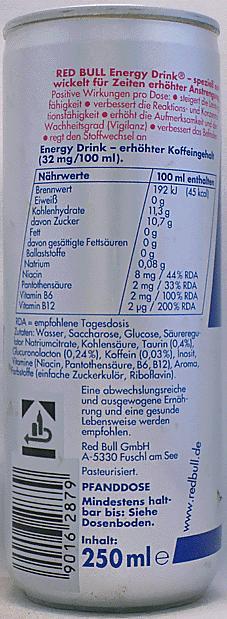 RED BULL Energy Drink® – speziell
wickelt für Zeiten erhöhter Anstrengung
Positive Wirkungen pro Dose: • steigert die
fähigkeit • verbessert die Reaktions- und
tionsfähigkeit • erhöht die Aufmerksamkeit und
Wachheitsgrad (Vigilanz) • verbessert das
• regt den Stoffwechsel an
Energy Drink – erhöhter Koffeingehalt
(32 mg/100 ml).
Nährwerte 100 ml enthalten
Brennwert 192 kJ (45 kcal)
Eiweiß 0 g
Kohlenhydrate 11,3 g
davon Zucker 10,7 g
Fett 0 g
davon gesättigte Fettsäuren 0 g
Ballaststoffe 0 g
Natrium 0,08 g
Niacin 8 mg / 44% RDA
Pantothensäure 2 mg / 33% RDA
Vitamin B6 2 mg / 100% RDA
Vitamin B12 2 µg / 200% RDA
RDA = empfohlene Tagesdosis
Zutaten: Wasser, Saccharose, Glucose, Säureregu-
lator Natriumcitrate, Kohlensäure, Taurin (0,4%),
Glucuronolacton (0,24%), Koffein (0,03%), Inosit,
Vitamine (Niacin, Pantothensäure, B6, B12), Aroma,
Farbstoffe (einfache Zuckerkulör, Riboflavin).
Eine abwechslungsreiche
und ausgewogene Ernäh-
rung und eine gesunde
Lebensweise werden
empfohlen.
Red Bull GmbH
A-5330 Fuschl am See
Pasteurisiert.
PFANDDOSE
Mindestens halt-
bar bis: Siehe
Dosenboden.
Inhalt:
250 ml e
www.redbull.de
9016 2879